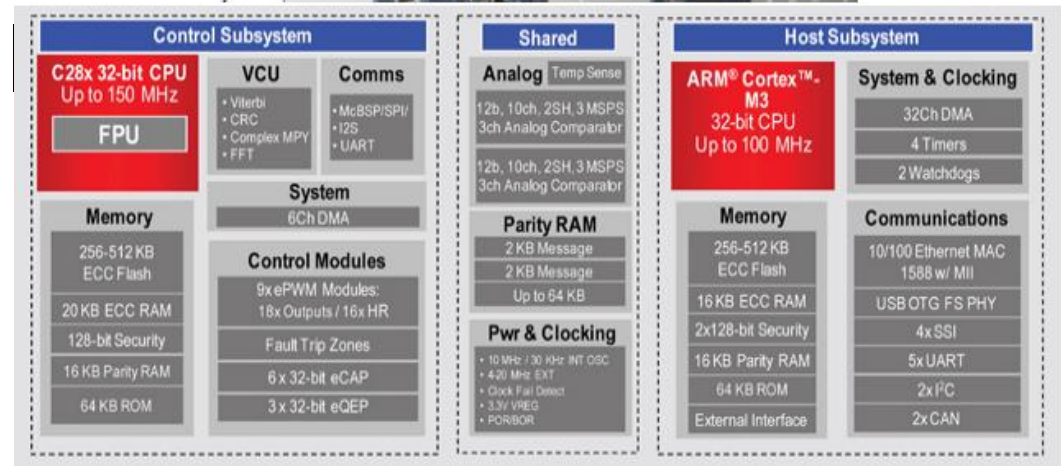 Control Subsystem
C28x 32-bit CPU
Up to 150 MHz
FPU
VCU
• Viterbi
• CRC
• Complex MPY
• FFT
Comms
• McBSP/SPI/
• I2S
• UART
System
6Ch DMA
Memory
256-512 KB
ECC Flash
20 KB ECC RAM
128-bit Security
16 KB Parity RAM
64 KB ROM
Control Modules
9x ePWM Modules:
18x Outputs / 16x HR
Fault Trip Zones
6 x 32-bit eCAP
3 x 32-bit eQEP
Shared
Analog
Temp Sense
12b, 10ch, 2SH, 3 MSPS
3ch Analog Comparator
12b, 10ch, 2SH, 3 MSPS
3ch Analog Comparator
Parity RAM
2 KB Message
2 KB Message
Up to 64 KB
Pwr & Clocking
• 10 MHz / 30 KHz INT OSC
• 4-20 MHz EXT
• Clock Fail Detect
• 3.3V VREG
• POR/BOR
Host Subsystem
ARM® Cortex™-
M3
32-bit CPU
Up to 100 MHz
System & Clocking
32Ch DMA
4 Timers
2 Watchdogs
Memory
256-512 KB
ECC Flash
16 KB ECC RAM
2x128-bit Security
16 KB Parity RAM
64 KB ROM
External Interface
Communications
10/100 Ethernet MAC
1588 w/ MII
USB OTG FS PHY
4x SSI
5x UART
2x I²C
2x CAN